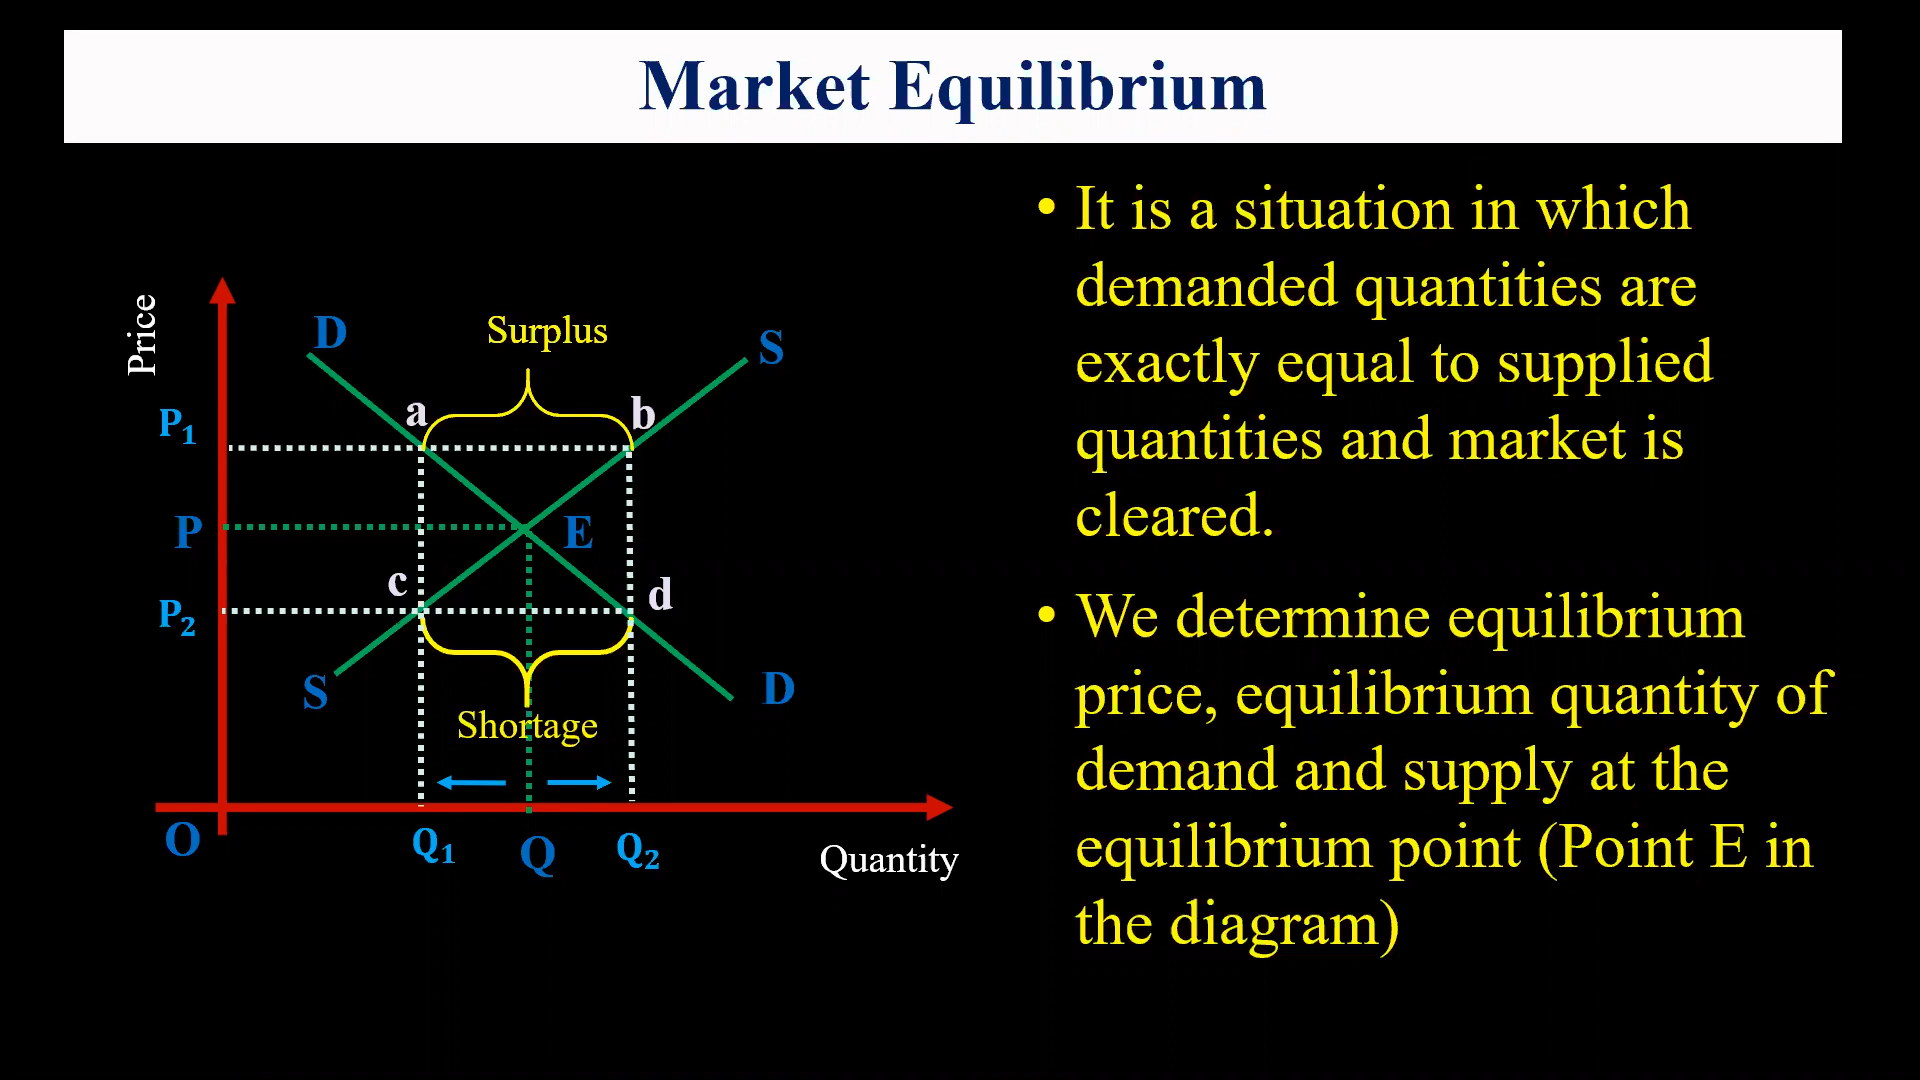 Market Equilibrium
Price
D
Surplus
S
a
b
P₁
P
E
c
d
P₂
S
D
Shortage
O
Q₁
Q
Q₂
Quantity
• It is a situation in which
demanded quantities are
exactly equal to supplied
quantities and market is
cleared.
• We determine equilibrium
price, equilibrium quantity of
demand and supply at the
equilibrium point (Point E in
the diagram)